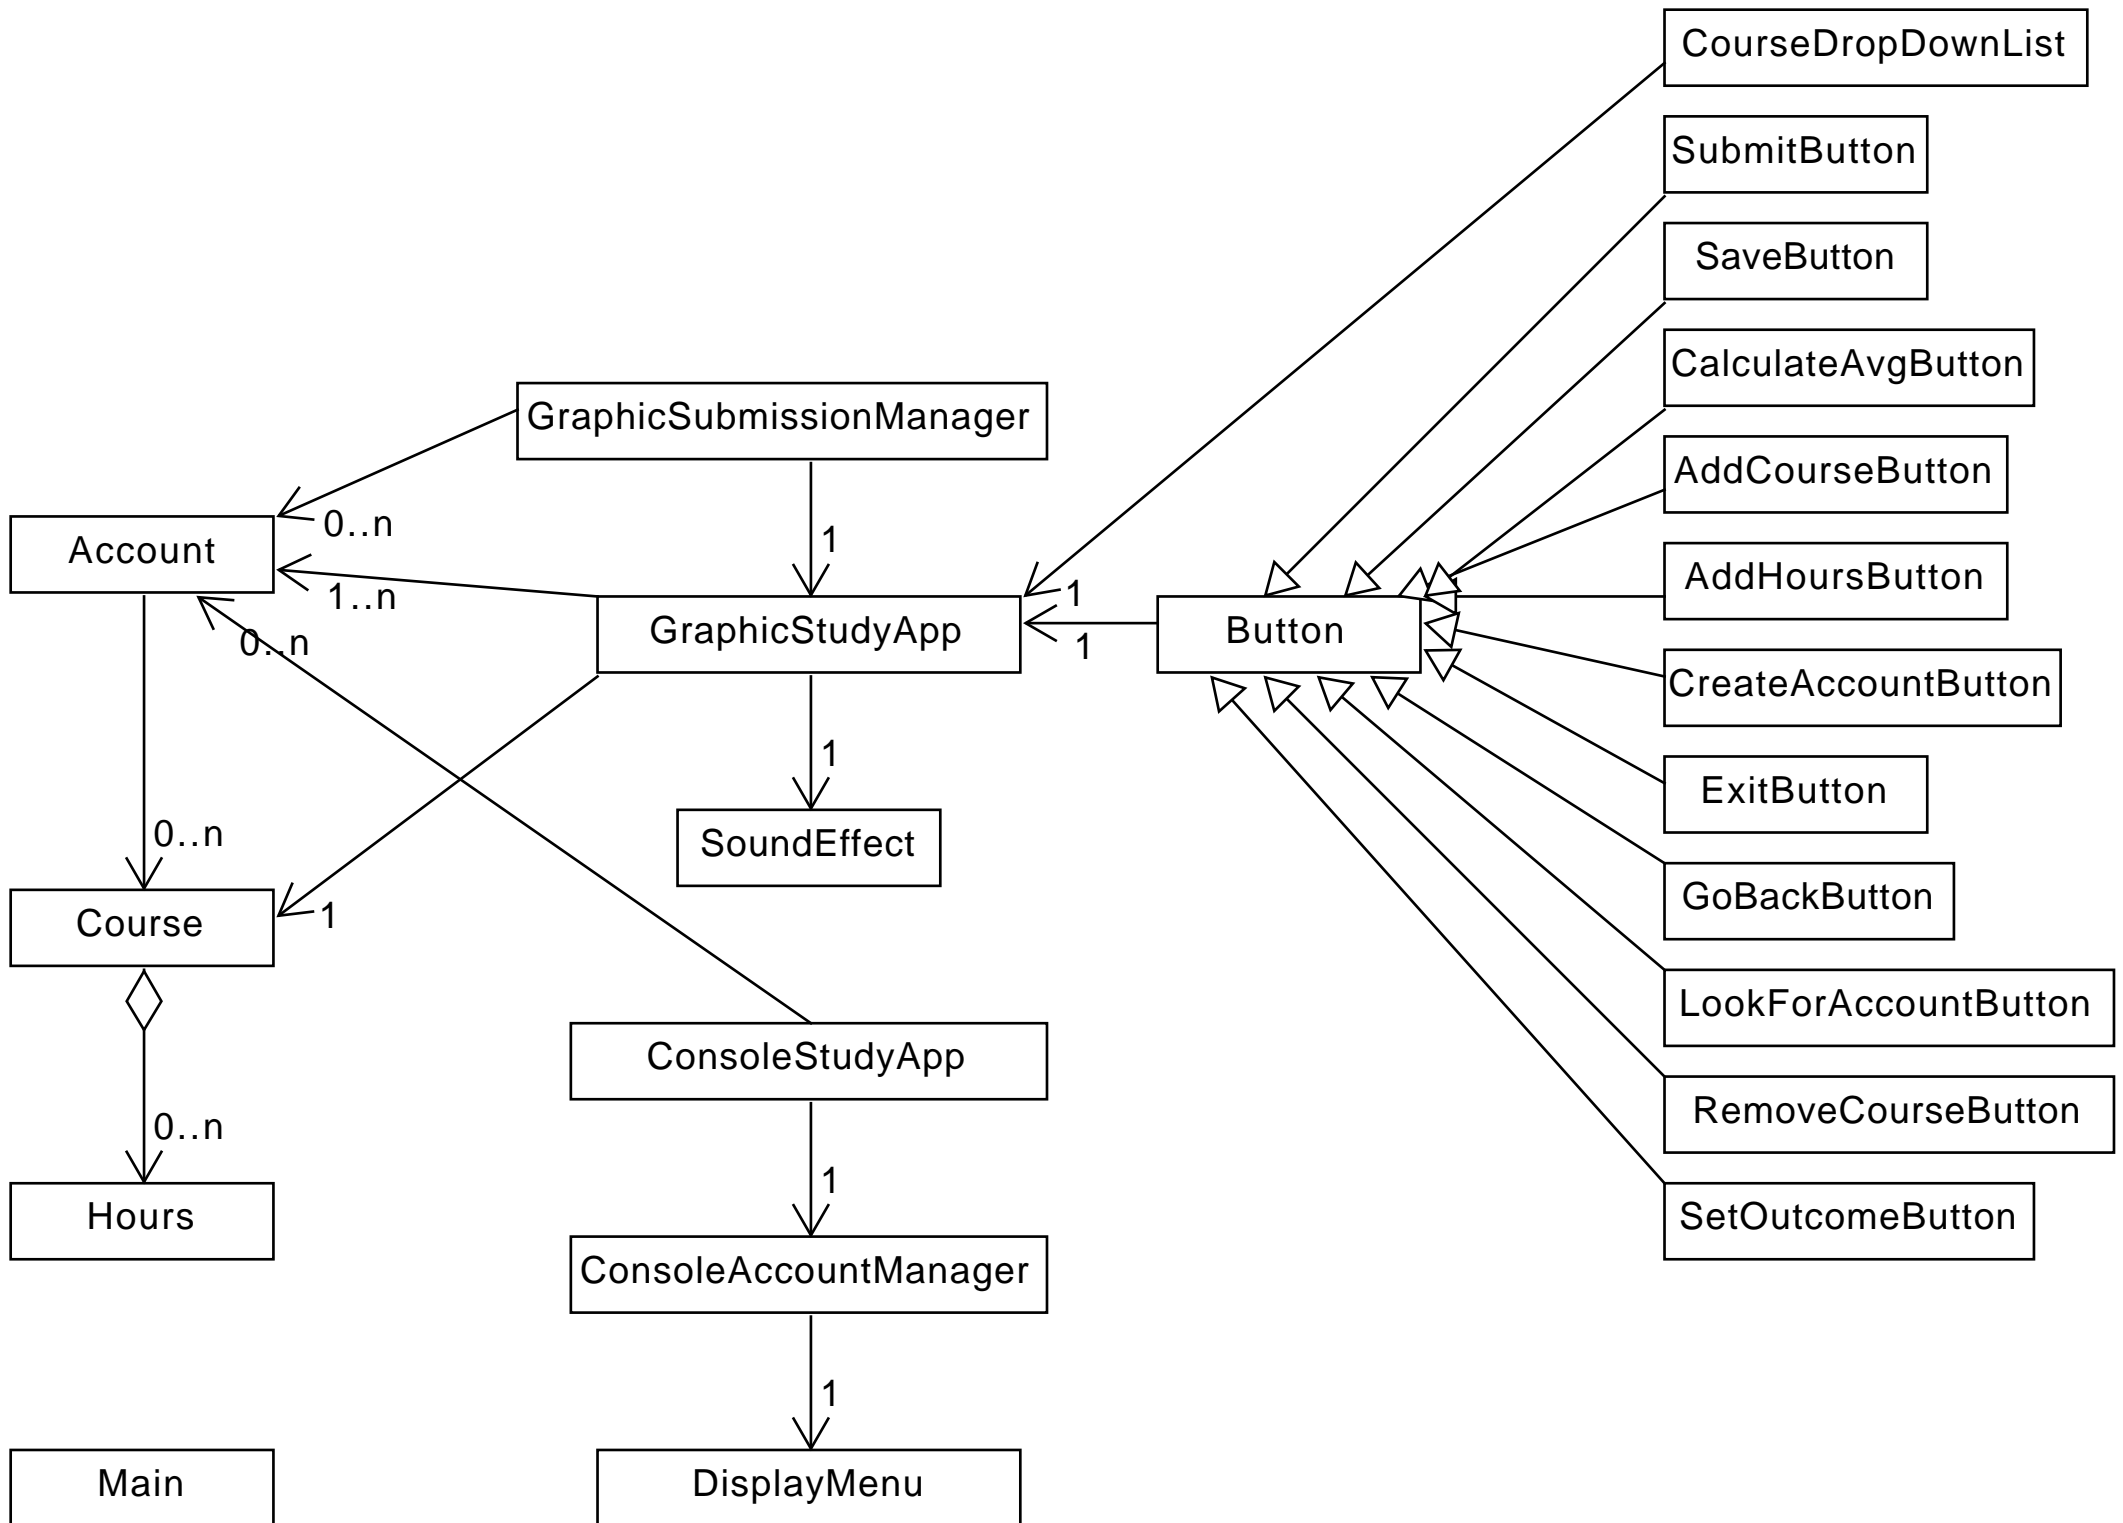 CourseDropDownList
SubmitButton
SaveButton
CalculateAvgButton
GraphicSubmissionManager
AddCourseButton
0..n
1
Account
AddHoursButton
1..n
1
GraphicStudyApp
Button
0..n
1
CreateAccountButton
1
ExitButton
0..n
SoundEffect
GoBackButton
1
Course
LookForAccountButton
ConsoleStudyApp
RemoveCourseButton
0..n
1
Hours
SetOutcomeButton
ConsoleAccountManager
1
Main
DisplayMenu